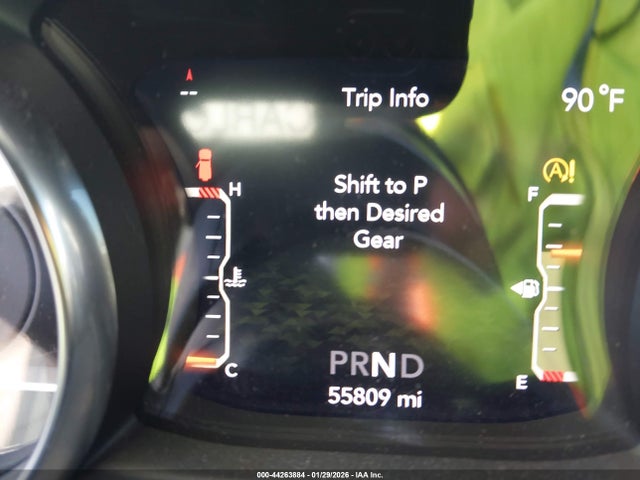 Trip Info
90°F
--
H
Shift to P
then Desired
Gear
A!
F
C
PRND
E
55809 mi
000-44263884 | 01/29/2026 | IAA Inc.